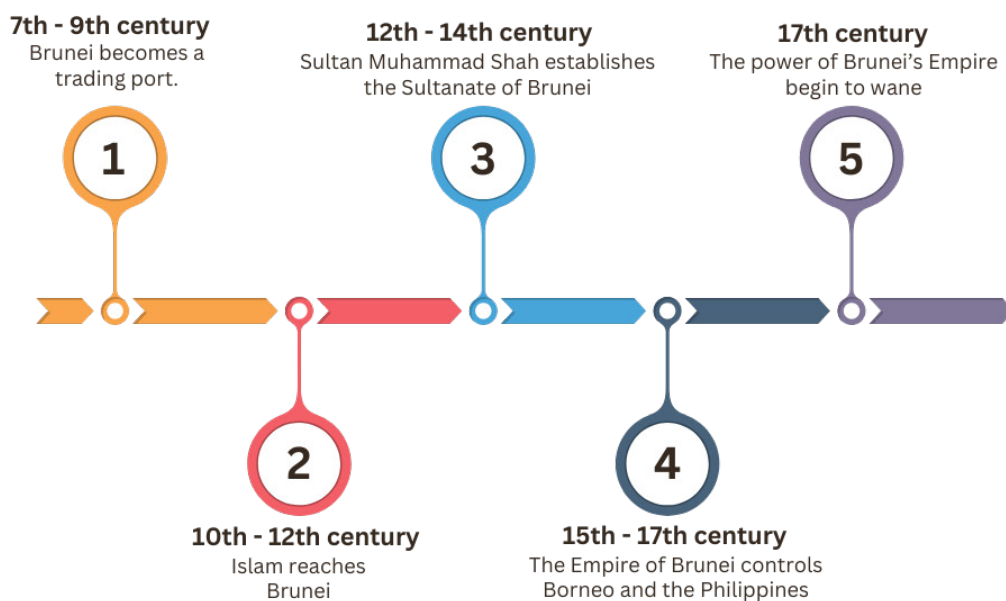 7th - 9th century
Brunei becomes a
trading port.
1
10th - 12th century
Islam reaches
Brunei
2
12th - 14th century
Sultan Muhammad Shah establishes
the Sultanate of Brunei
3
15th - 17th century
The Empire of Brunei controls
Borneo and the Philippines
4
17th century
The power of Brunei's Empire
begin to wane
5